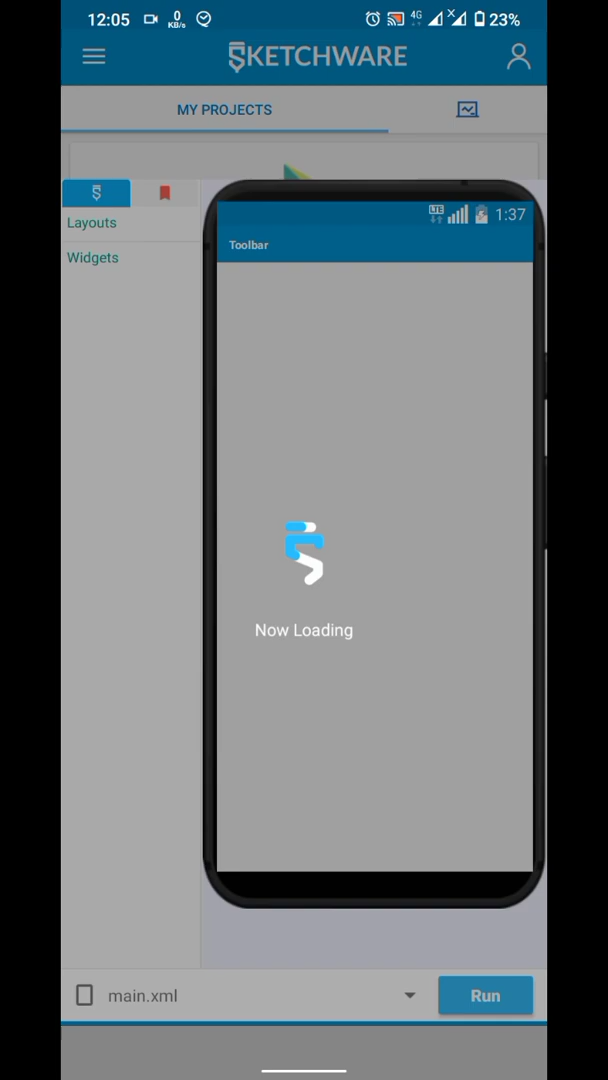 12:05 0 KB/s 4G X 23%
SKETCHWARE
MY PROJECTS
Layouts
Widgets
LTE 1:37
Toolbar
Now Loading
main.xml
Run